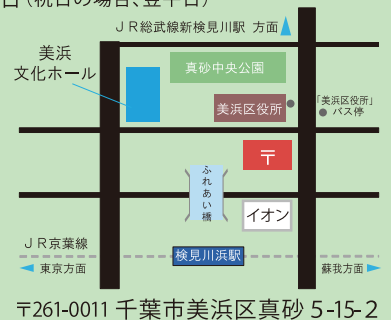 日(祝日の場合、翌平日)
JR総武線新検見川駅 方面
美浜
文化ホール
真砂中央公園
美浜区役所
「美浜区役所」
バス停
〒
ふれあい橋
イオン
JR京葉線
検見川浜駅
東京方面
蘇我方面
〒261-0011 千葉市美浜区真砂 5-15-2